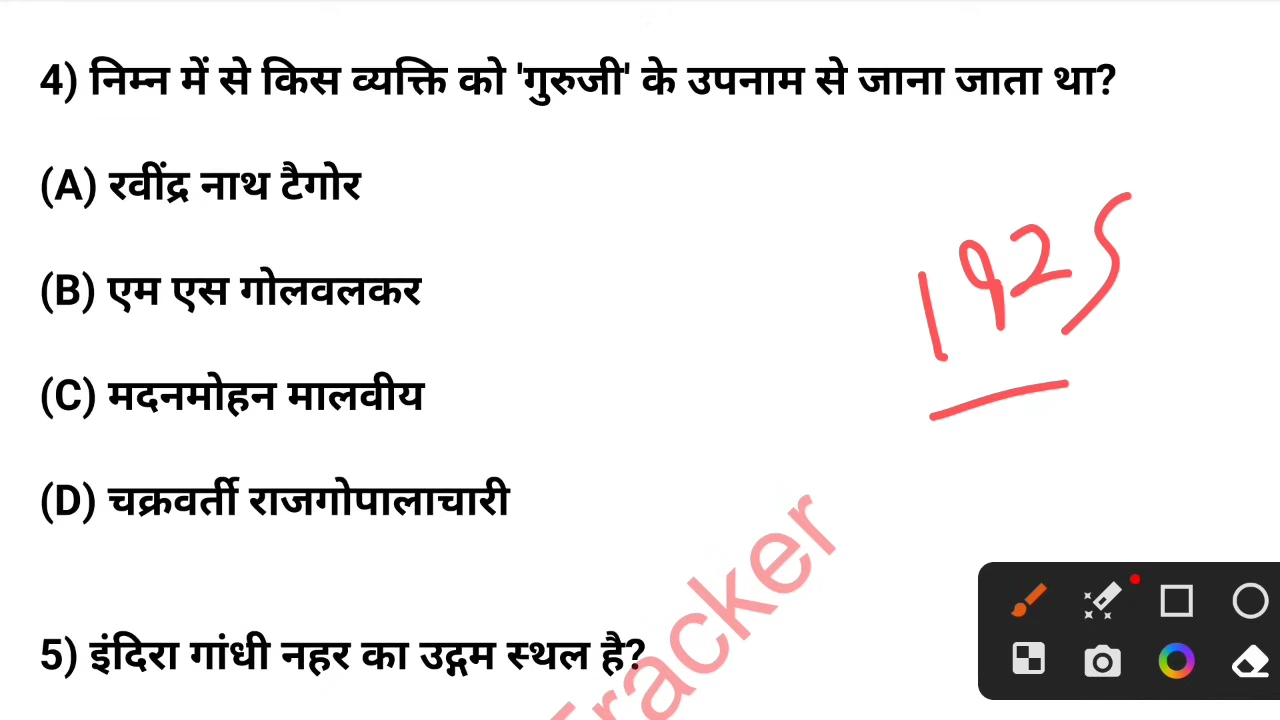 4) निम्न में से किस व्यक्ति को 'गुरुजी' के उपनाम से जाना जाता था?
(A) रवींद्र नाथ टैगोर
1925
(B) एम एस गोलवलकर
(C) मदनमोहन मालवीय
(D) चक्रवर्ती राजगोपालाचारी
Tracker
5) इंदिरा गांधी नहर का उद्गम स्थल है?